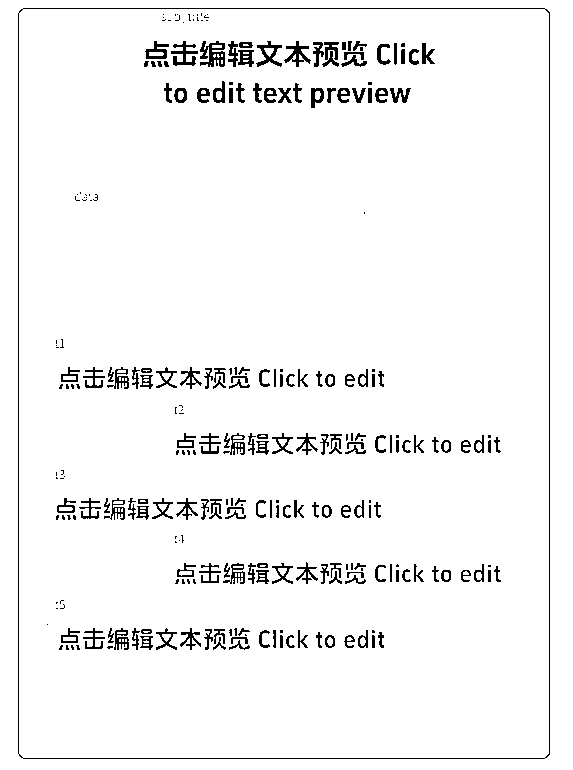 sub_title
点击编辑文本预览 Click
to edit text preview
data
t1
点击编辑文本预览 Click to edit
t2
点击编辑文本预览 Click to edit
t3
点击编辑文本预览 Click to edit
t4
点击编辑文本预览 Click to edit
t5
点击编辑文本预览 Click to edit